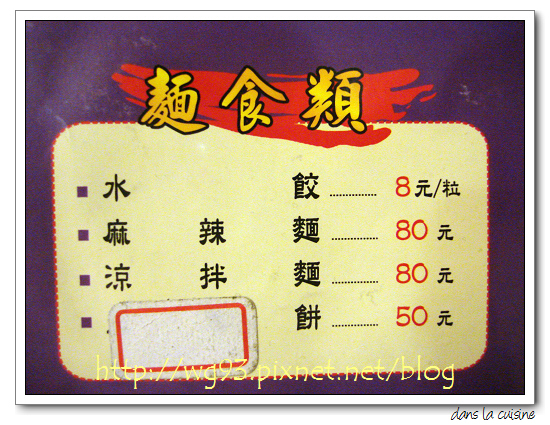 麵食類
水餃 8元/粒
麻辣麵 80元
涼拌麵 80元
餅 50元
http://wg93.pixnet.net/blog
dans la cuisine